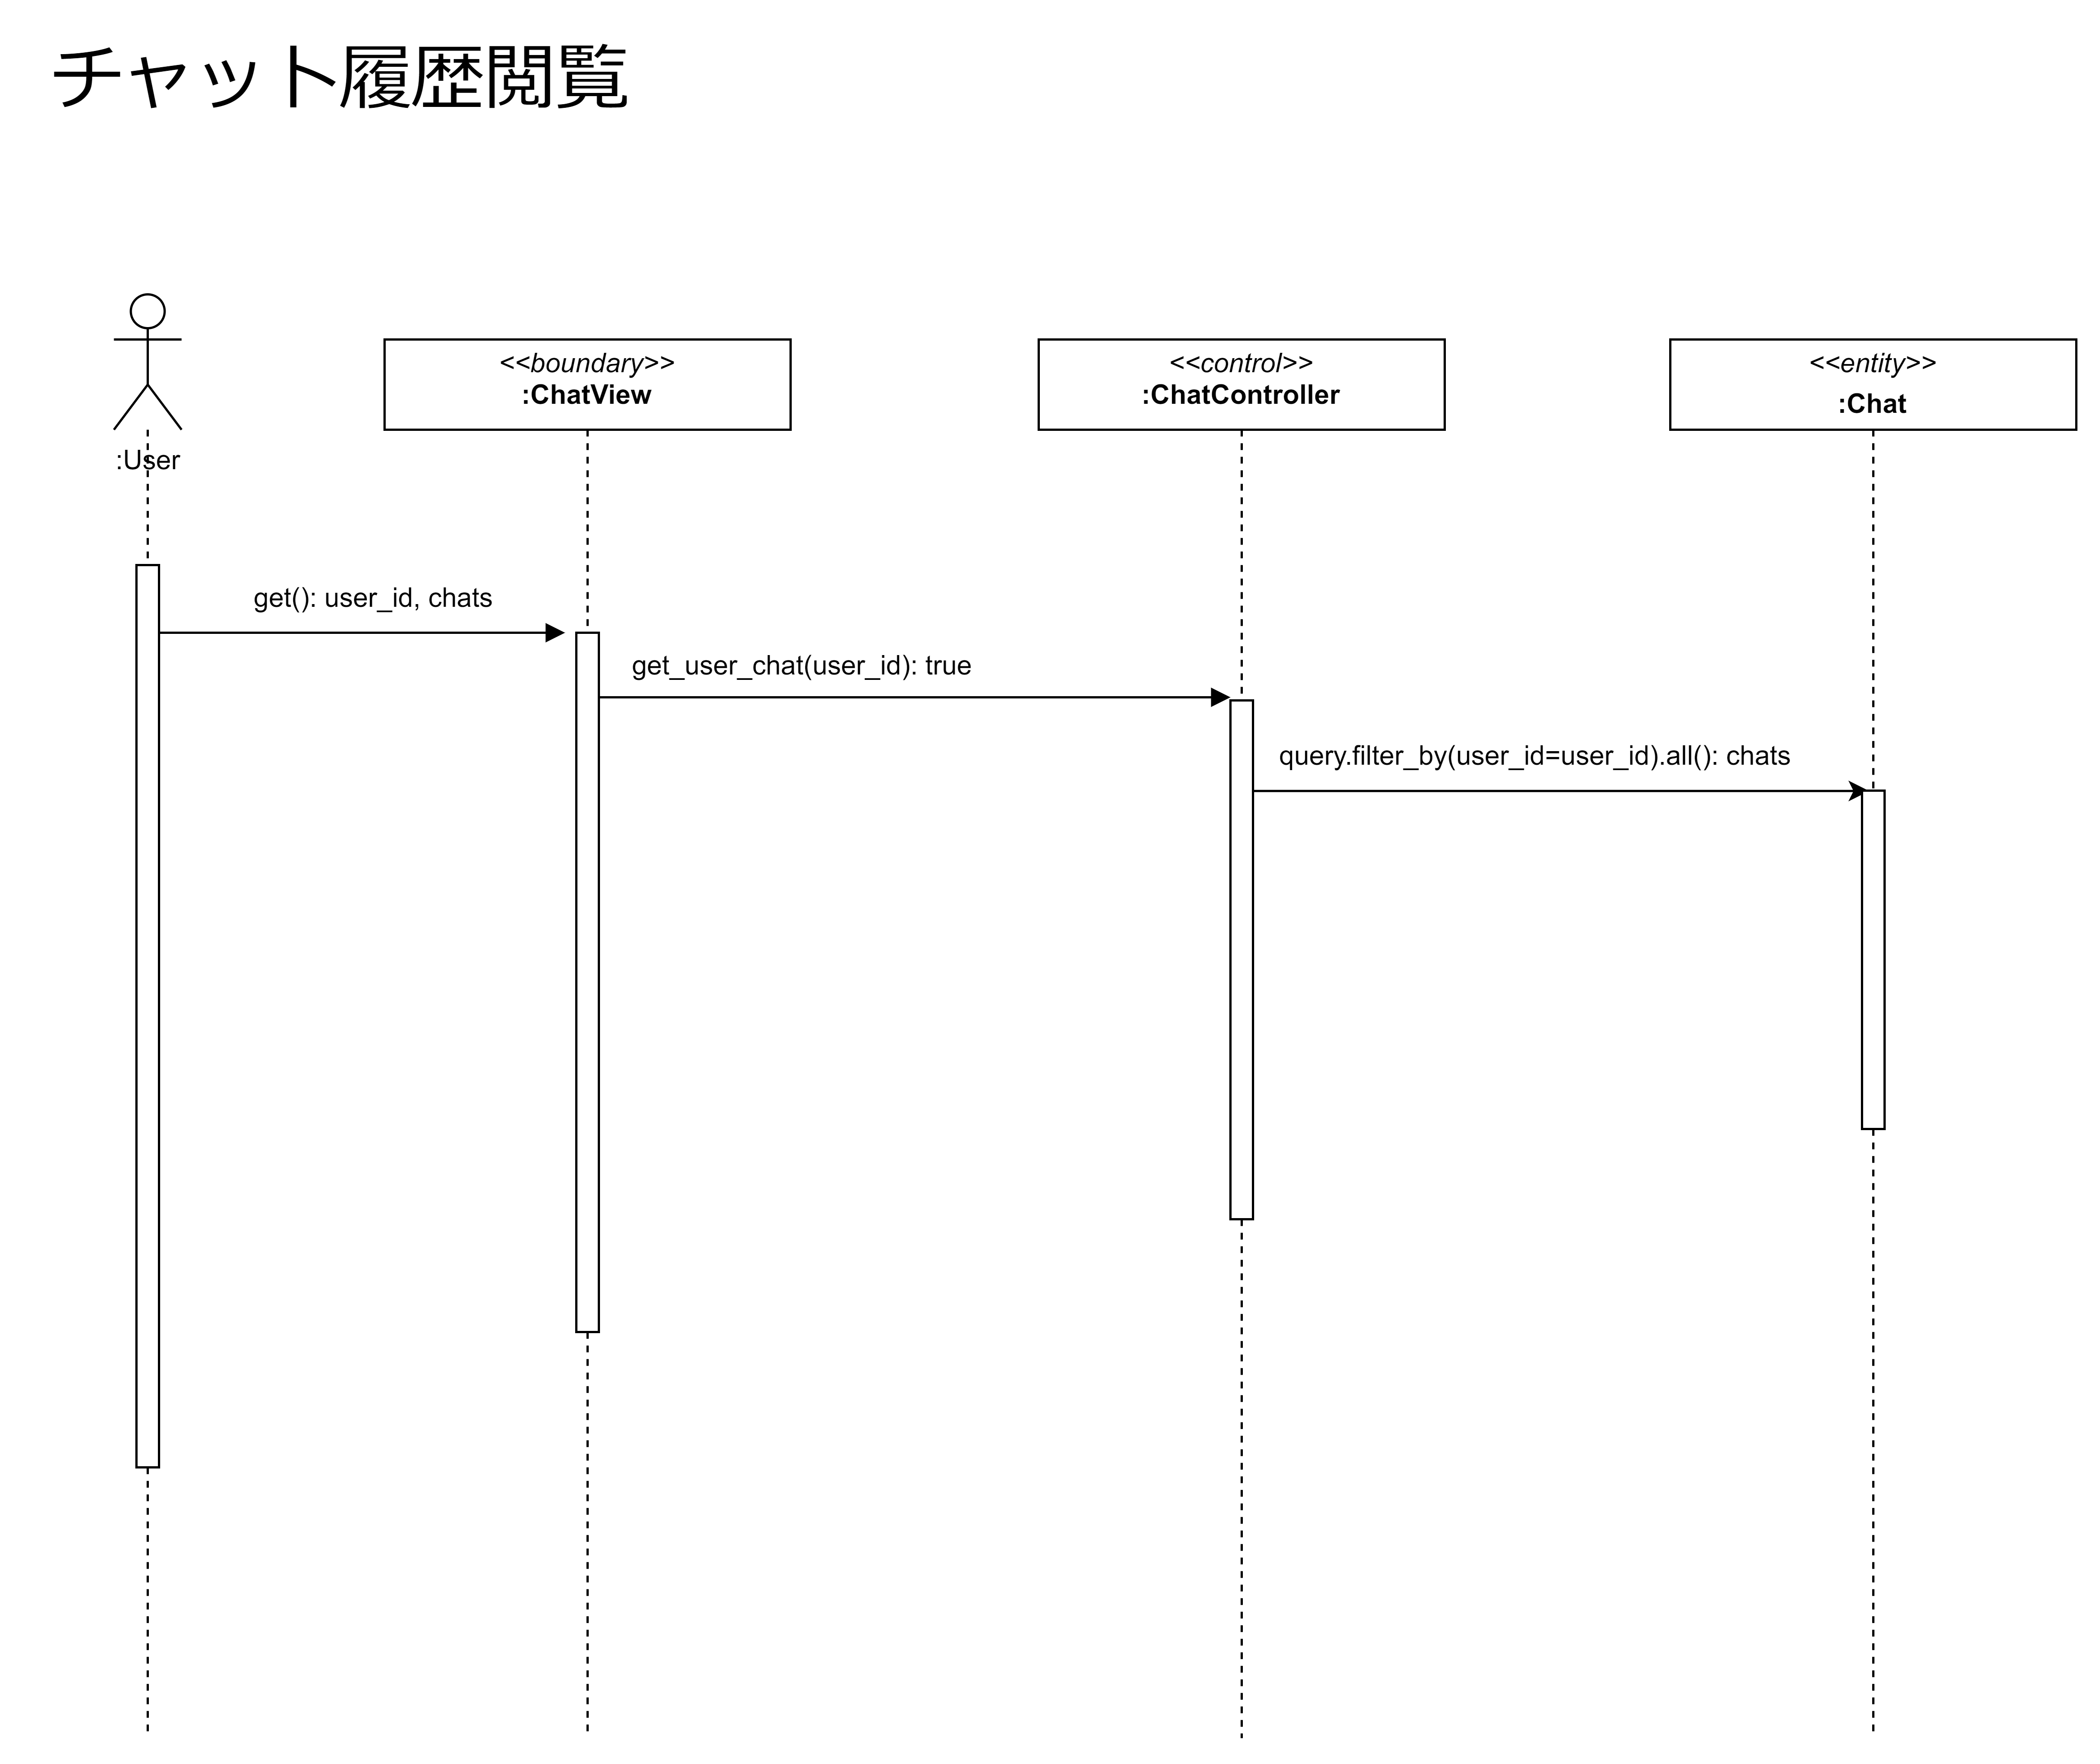 チャット履歴閲覧
:User
<<boundary>>
:ChatView
<<control>>
:ChatController
<<entity>>
:Chat
get(): user_id, chats
get_user_chat(user_id): true
query.filter_by(user_id=user_id).all(): chats